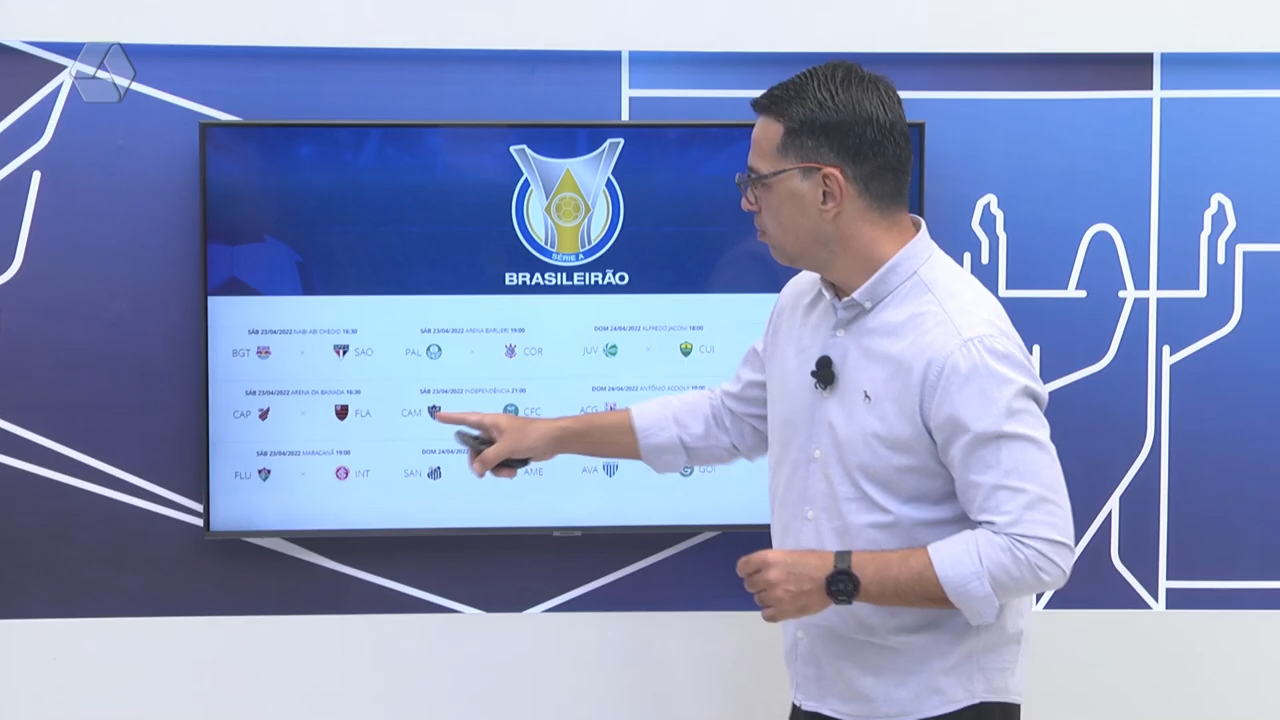 SÉRIE A
BRASILEIRÃO
SÁB 23/04/2022 NABI ABI CHEDID 16:30
BGT × SAO
SÁB 23/04/2022 ARENA BARUERI 19:00
PAL × COR
DOM 24/04/2022 ALFREDO JACONI 18:00
JUV × CUI
SÁB 23/04/2022 ARENA DA BAIXADA 16:30
CAP × FLA
SÁB 23/04/2022 INDEPENDÊNCIA 21:00
CAM CFC
DOM 24/04/2022 ANTÔNIO ACCIOLY 19:00
ACG
SÁB 23/04/2022 MARACANÃ 19:00
FLU × INT
DOM 24/04/2022
SAN AME
AVA GOI